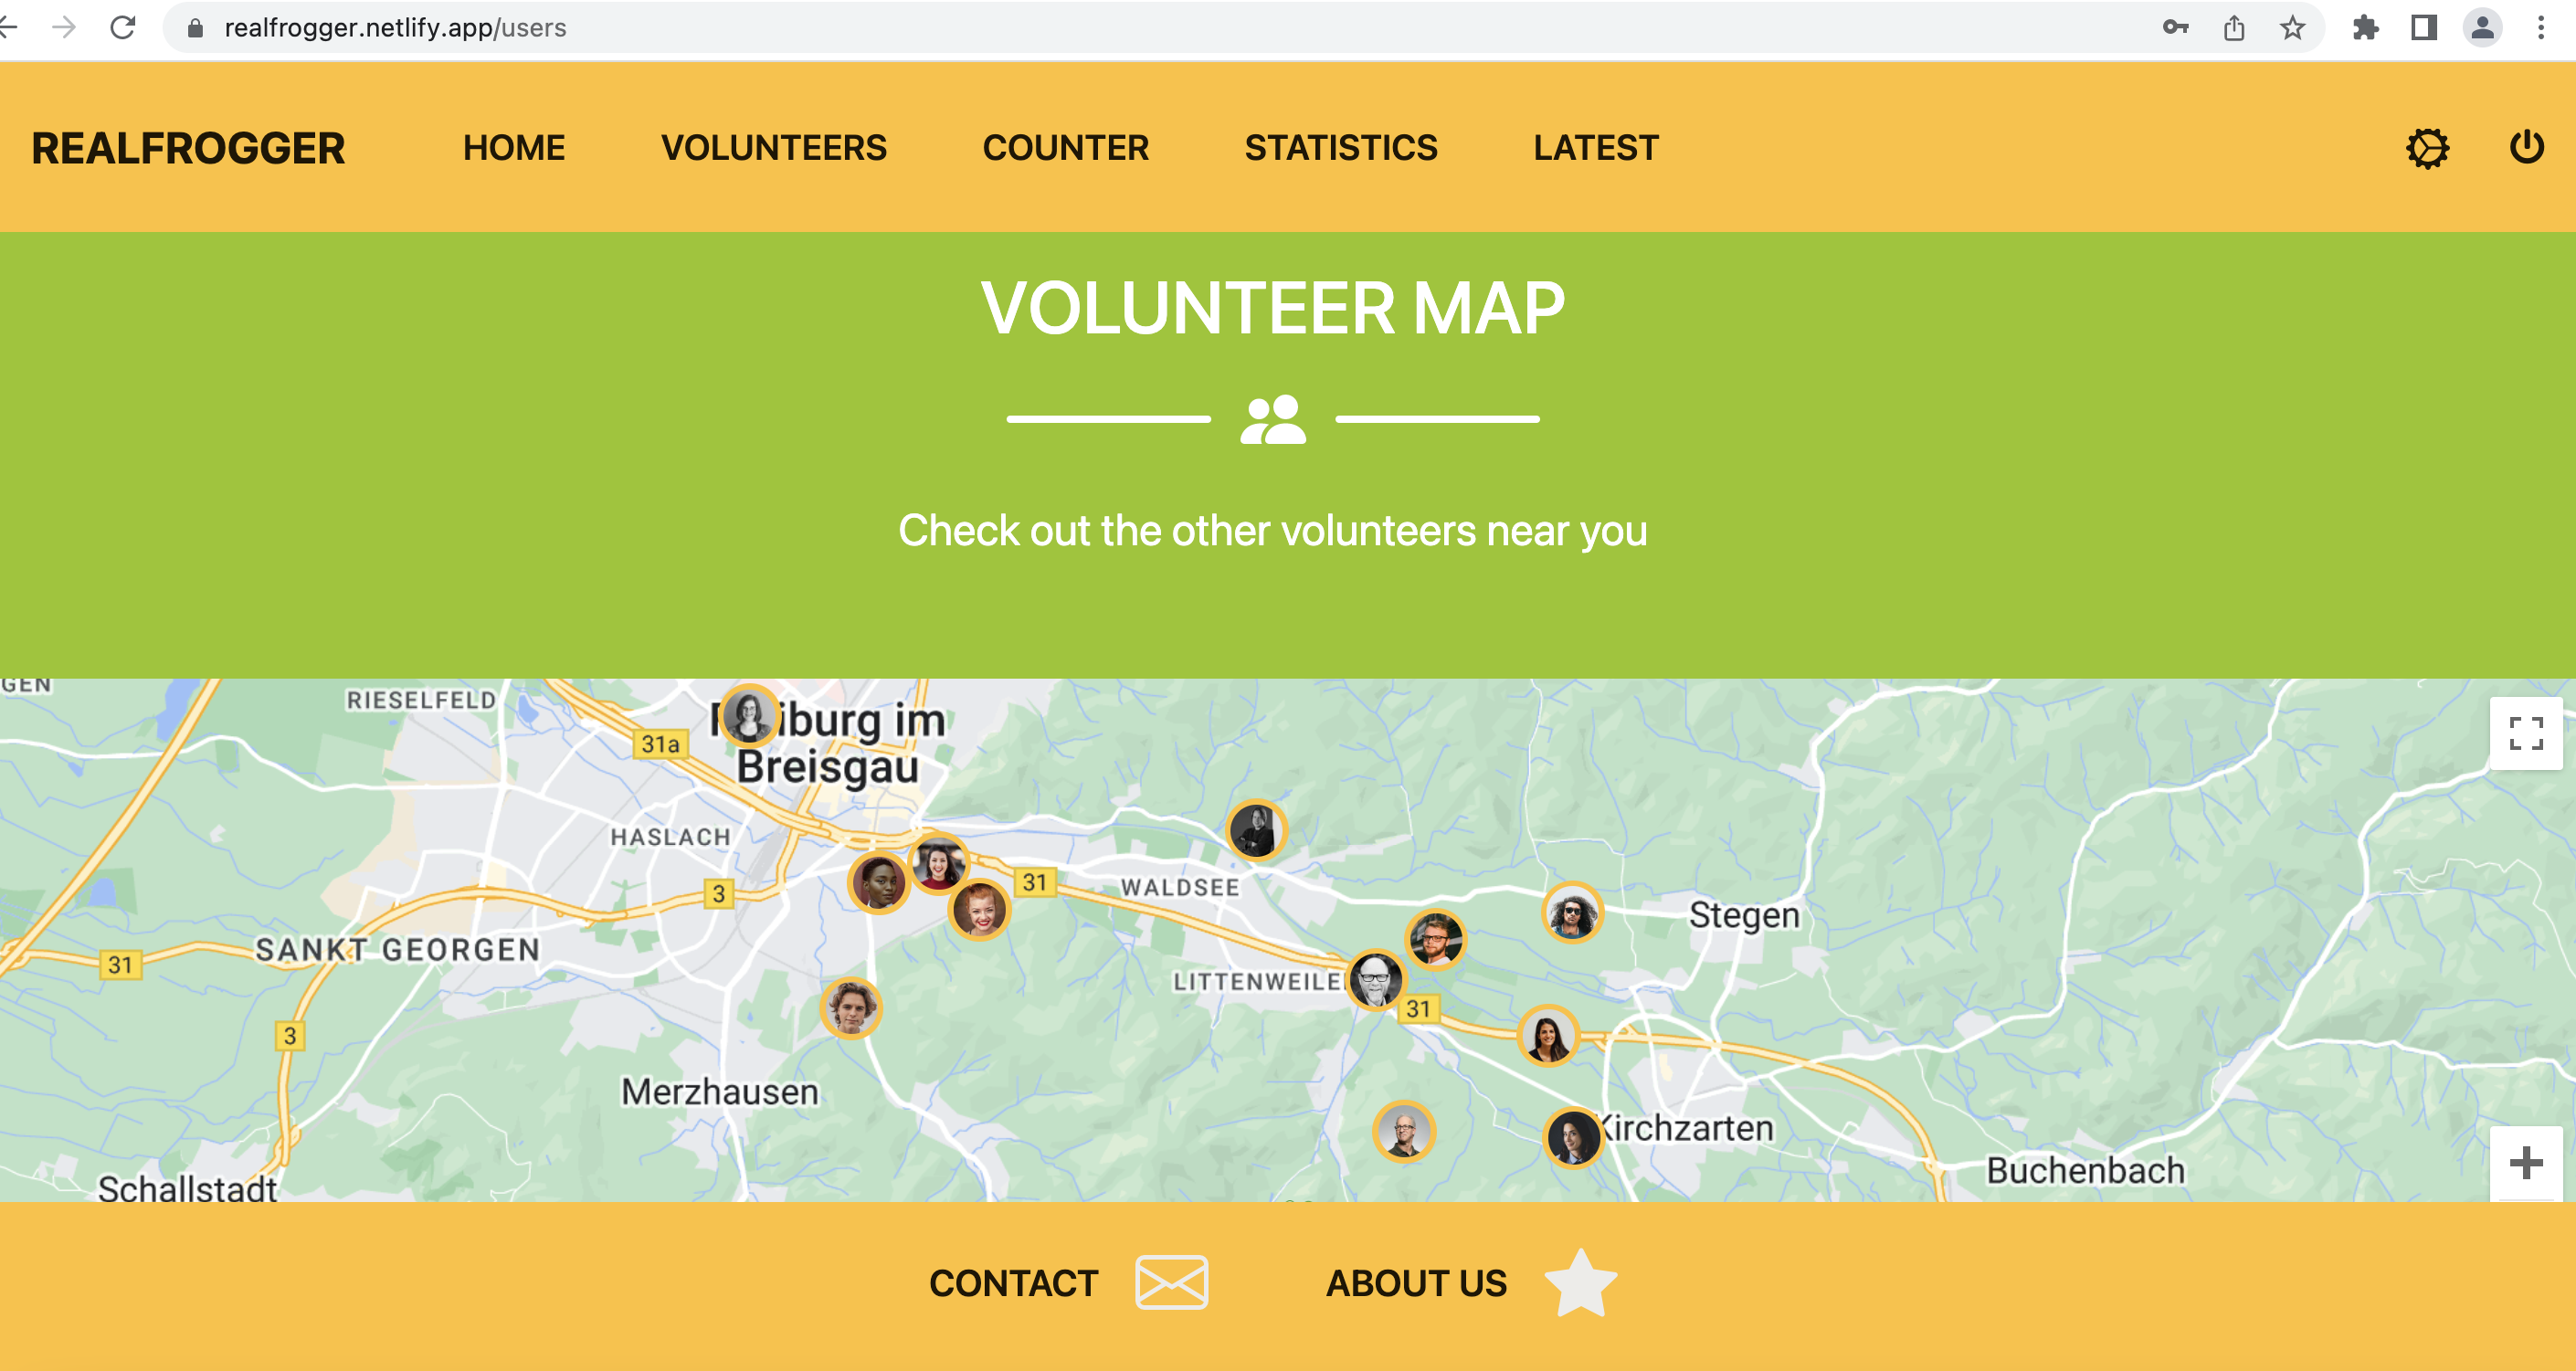 realfrogger.netlify.app/users
REALFROGGER HOME VOLUNTEERS COUNTER STATISTICS LATEST
VOLUNTEER MAP
Check out the other volunteers near you
GEN
RIESELFELD
iburg im
Breisgau
31a
HASLACH
3
31
WALDSEE
Stegen
SANKT GEORGEN
31
LITTENWEILE
31
3
Merzhausen
Kirchzarten
Buchenbach
Schallstadt
CONTACT ABOUT US